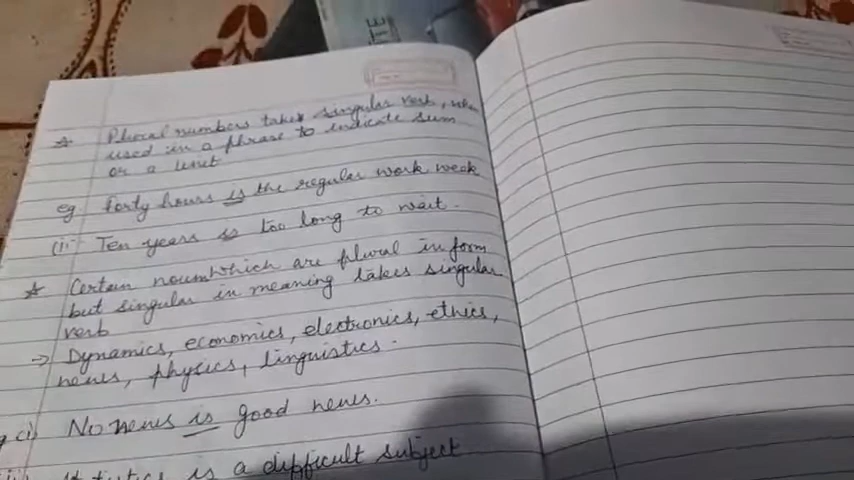 ☆ Plural numbers takes singular verb, when
used in a phrase to indicate sum
or a unit
eg forty hours is the regular work weak
(ii) Ten years is too long to wait.
☆ Certain noun which are plural in form
but singular in meaning takes singular
verb
→ Dynamics, economics, electronics, ethics,
news, physics, linguistics.
i) No news is good news.
is a difficult subject